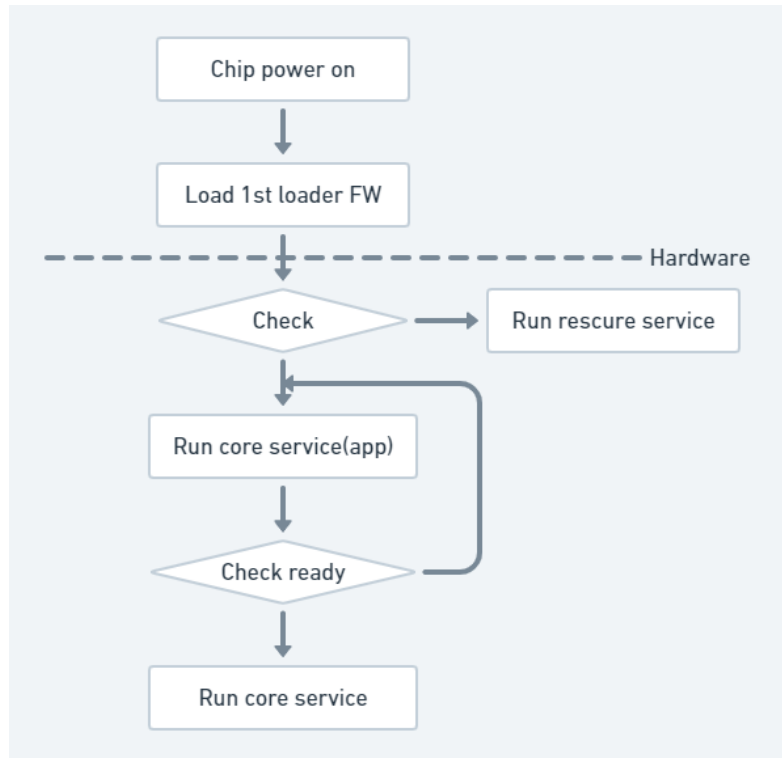 Chip power on
Load 1st loader FW
Hardware
Check
Run rescure service
Run core service(app)
Check ready
Run core service